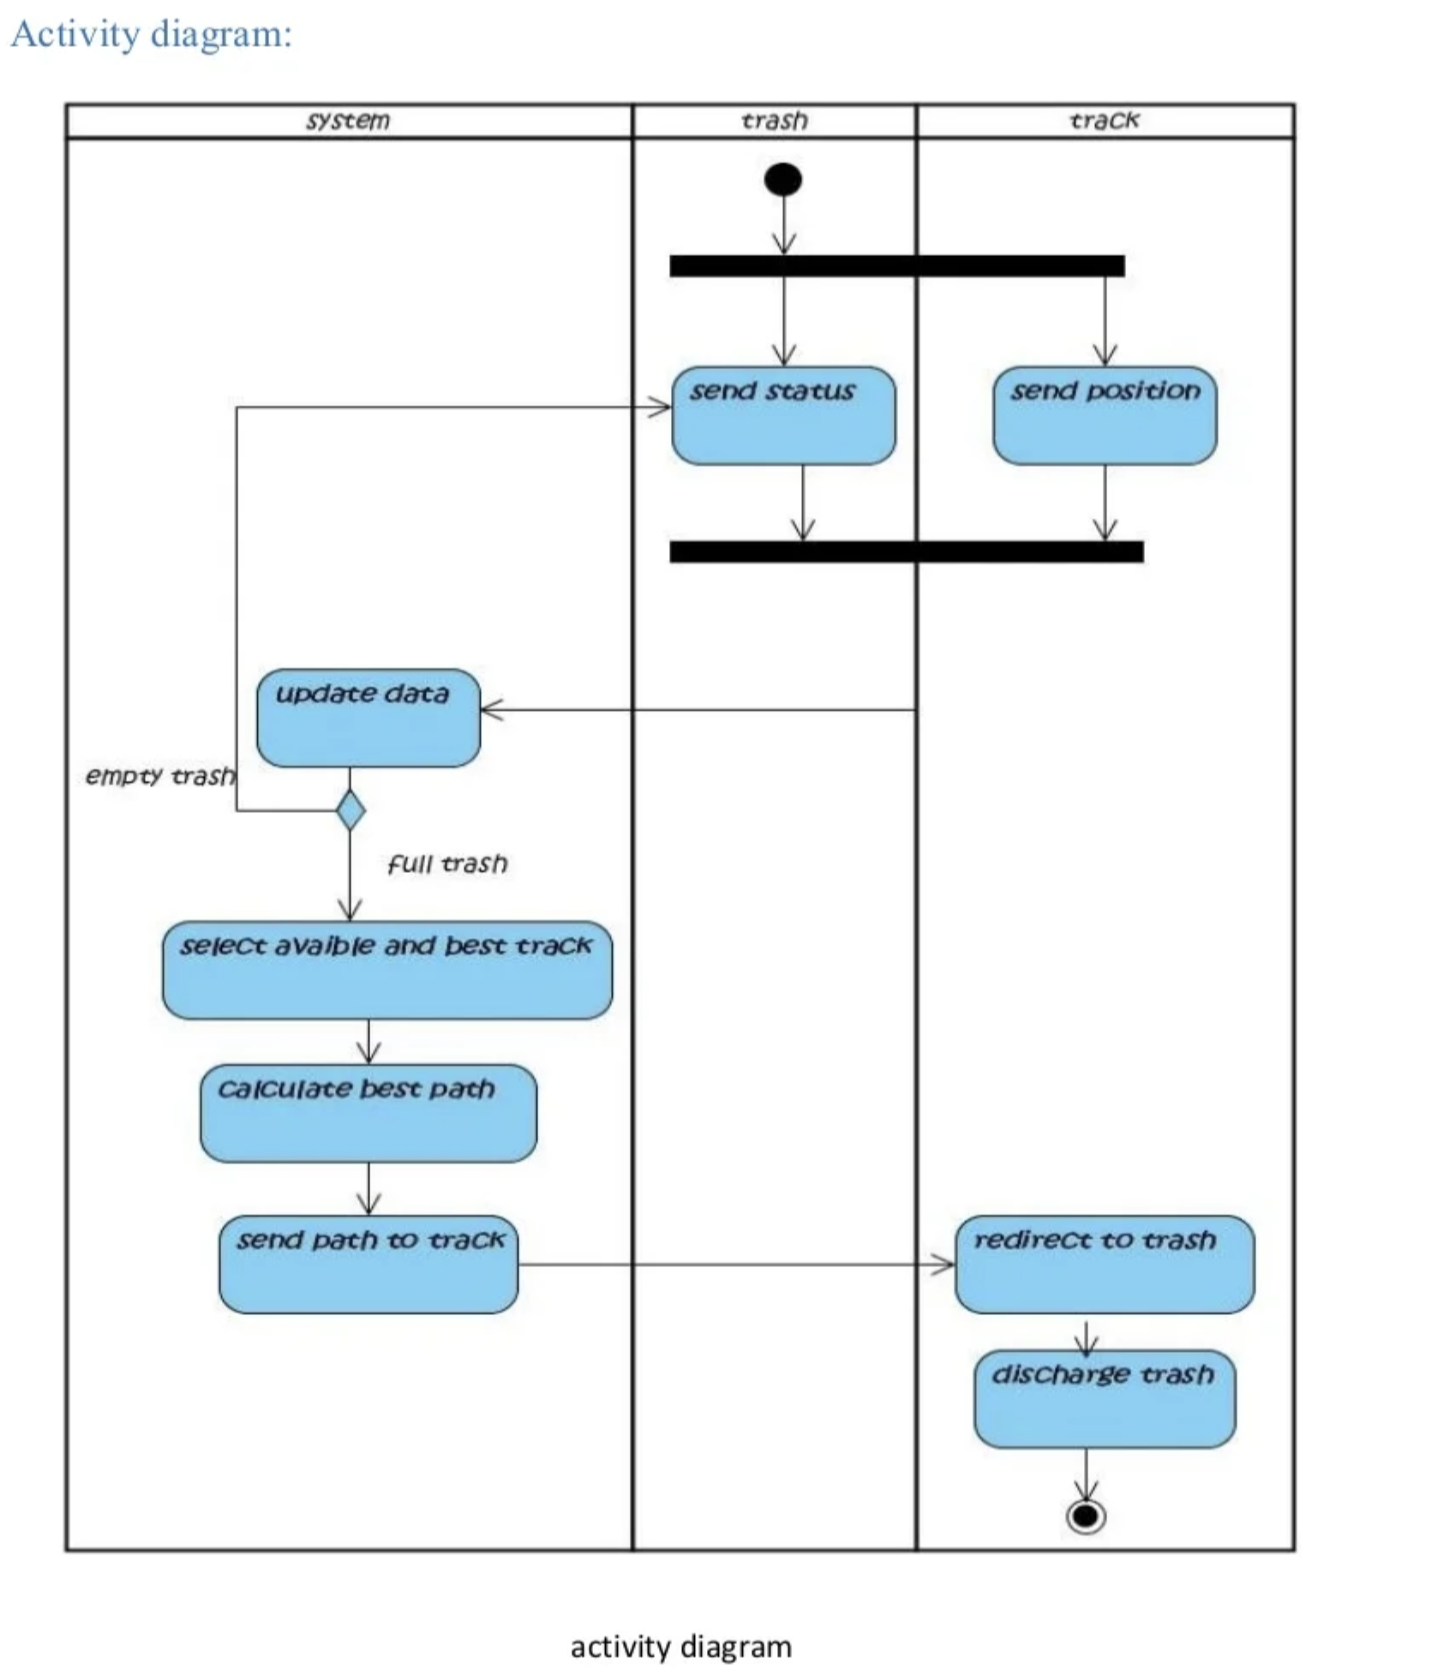 Activity diagram:
system
trash
track
send status
send position
update data
empty trash
full trash
select avaible and best track
calculate best path
send path to track
redirect to trash
discharge trash
activity diagram